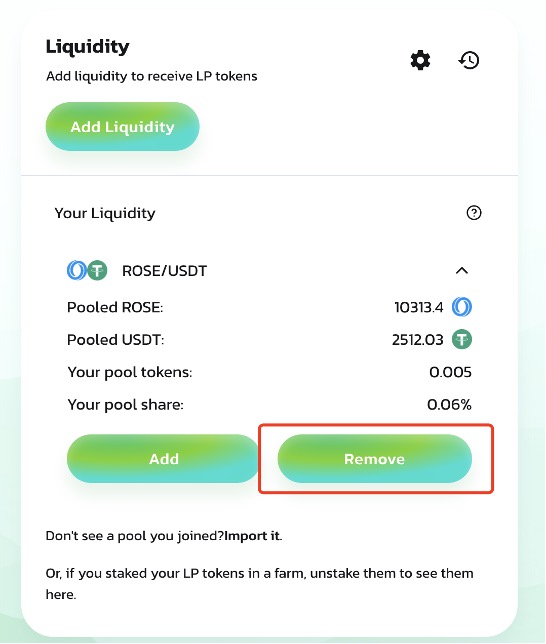 Liquidity
Add liquidity to receive LP tokens
Add Liquidity
Your Liquidity
ROSE/USDT
Pooled ROSE: 10313.4
Pooled USDT: 2512.03
Your pool tokens: 0.005
Your pool share: 0.06%
Add Remove
Don't see a pool you joined?Import it.
Or, if you staked your LP tokens in a farm, unstake them to see them
here.